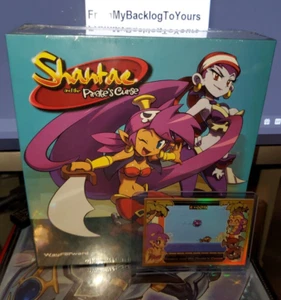 FromMyBacklogToYours
Shantae
and the
Pirate's Curse
WayForward